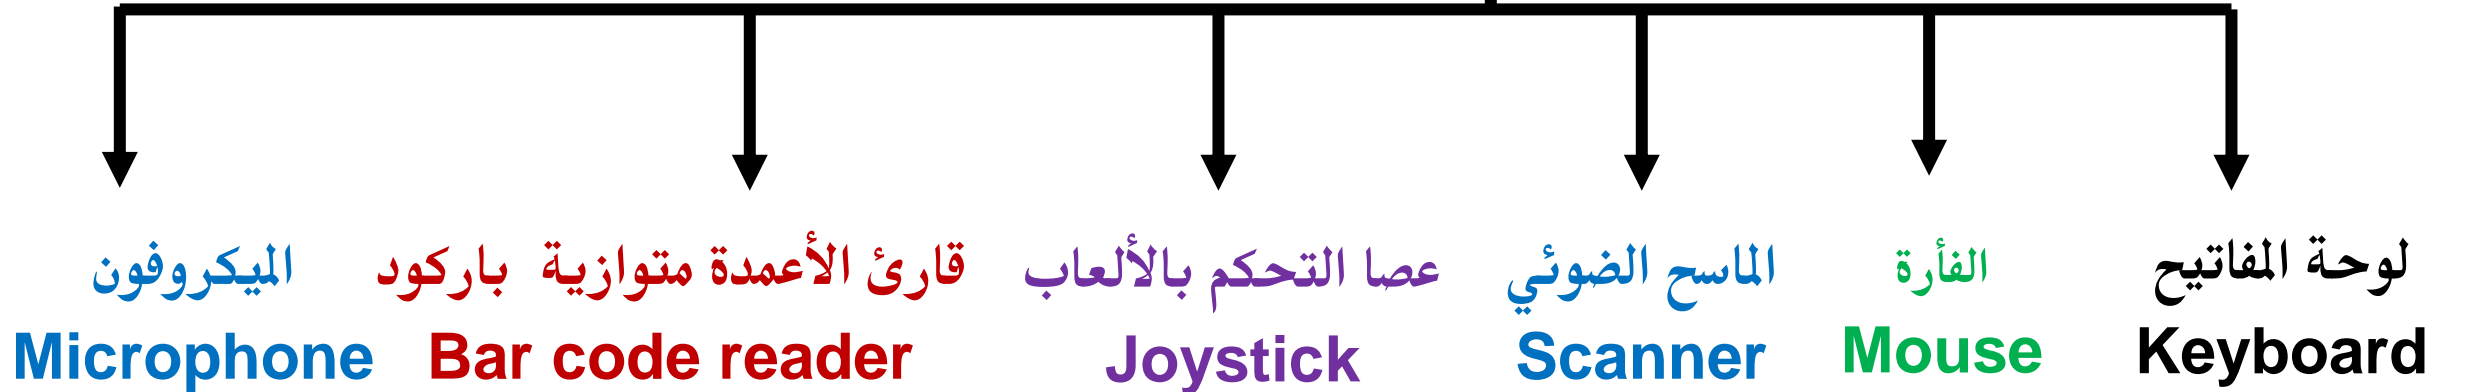 لوحة المفاتيح
Keyboard
الفأرة
Mouse
الماسح الضوئي
Scanner
عصا التحكم بالألعاب
Joystick
قارئ الأعمدة متوازية باركود
Bar code reader
الميكروفون
Microphone